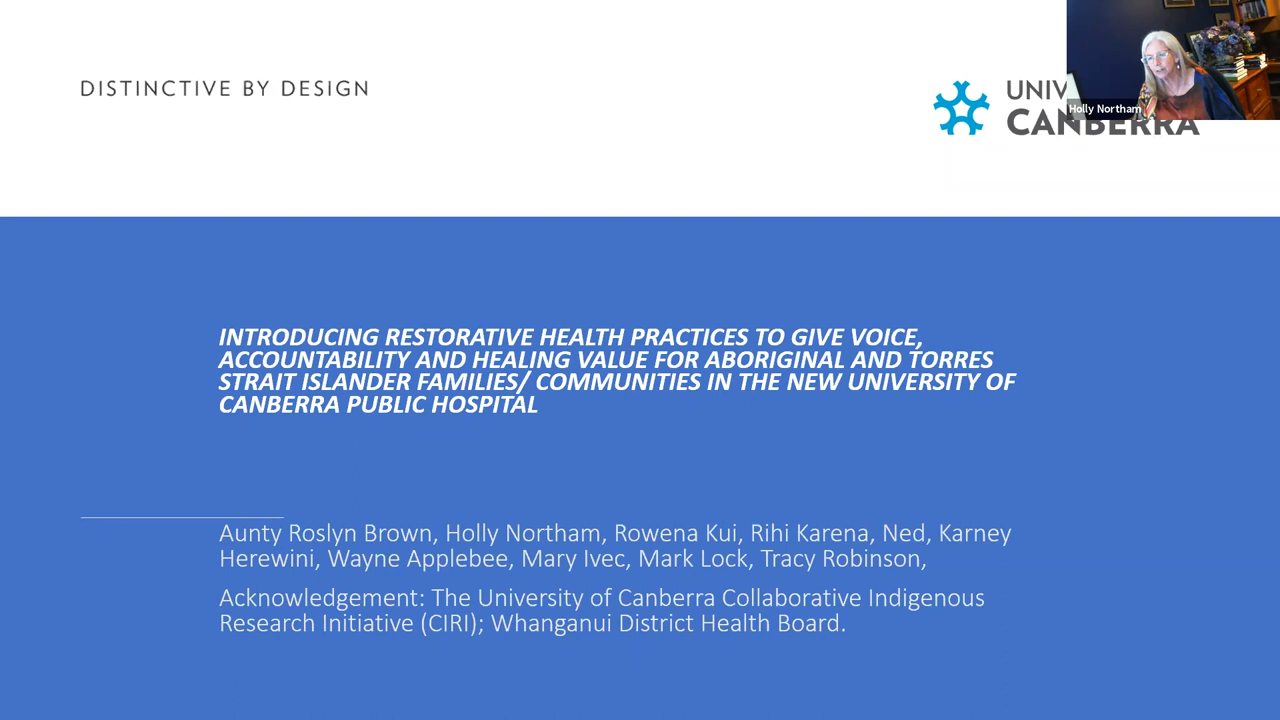 DISTINCTIVE BY DESIGN
UNIV
CANBERRA
Holly Northam
INTRODUCING RESTORATIVE HEALTH PRACTICES TO GIVE VOICE,
ACCOUNTABILITY AND HEALING VALUE FOR ABORIGINAL AND TORRES
STRAIT ISLANDER FAMILIES/ COMMUNITIES IN THE NEW UNIVERSITY OF
CANBERRA PUBLIC HOSPITAL
Aunty Roslyn Brown, Holly Northam, Rowena Kui, Rihi Karena, Ned, Karney
Herewini, Wayne Applebee, Mary Ivec, Mark Lock, Tracy Robinson,
Acknowledgement: The University of Canberra Collaborative Indigenous
Research Initiative (CIRI); Whanganui District Health Board.